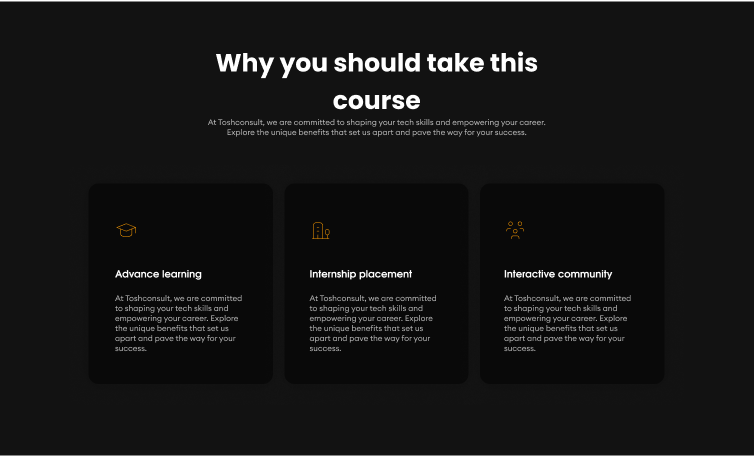 Why you should take this
course
At Toshconsult, we are committed to shaping your tech skills and empowering your career.
Explore the unique benefits that set us apart and pave the way for your success.
Advance learning
At Toshconsult, we are committed
to shaping your tech skills and
empowering your career. Explore
the unique benefits that set us
apart and pave the way for your
success.
Internship placement
At Toshconsult, we are committed
to shaping your tech skills and
empowering your career. Explore
the unique benefits that set us
apart and pave the way for your
success.
Interactive community
At Toshconsult, we are committed
to shaping your tech skills and
empowering your career. Explore
the unique benefits that set us
apart and pave the way for your
success.